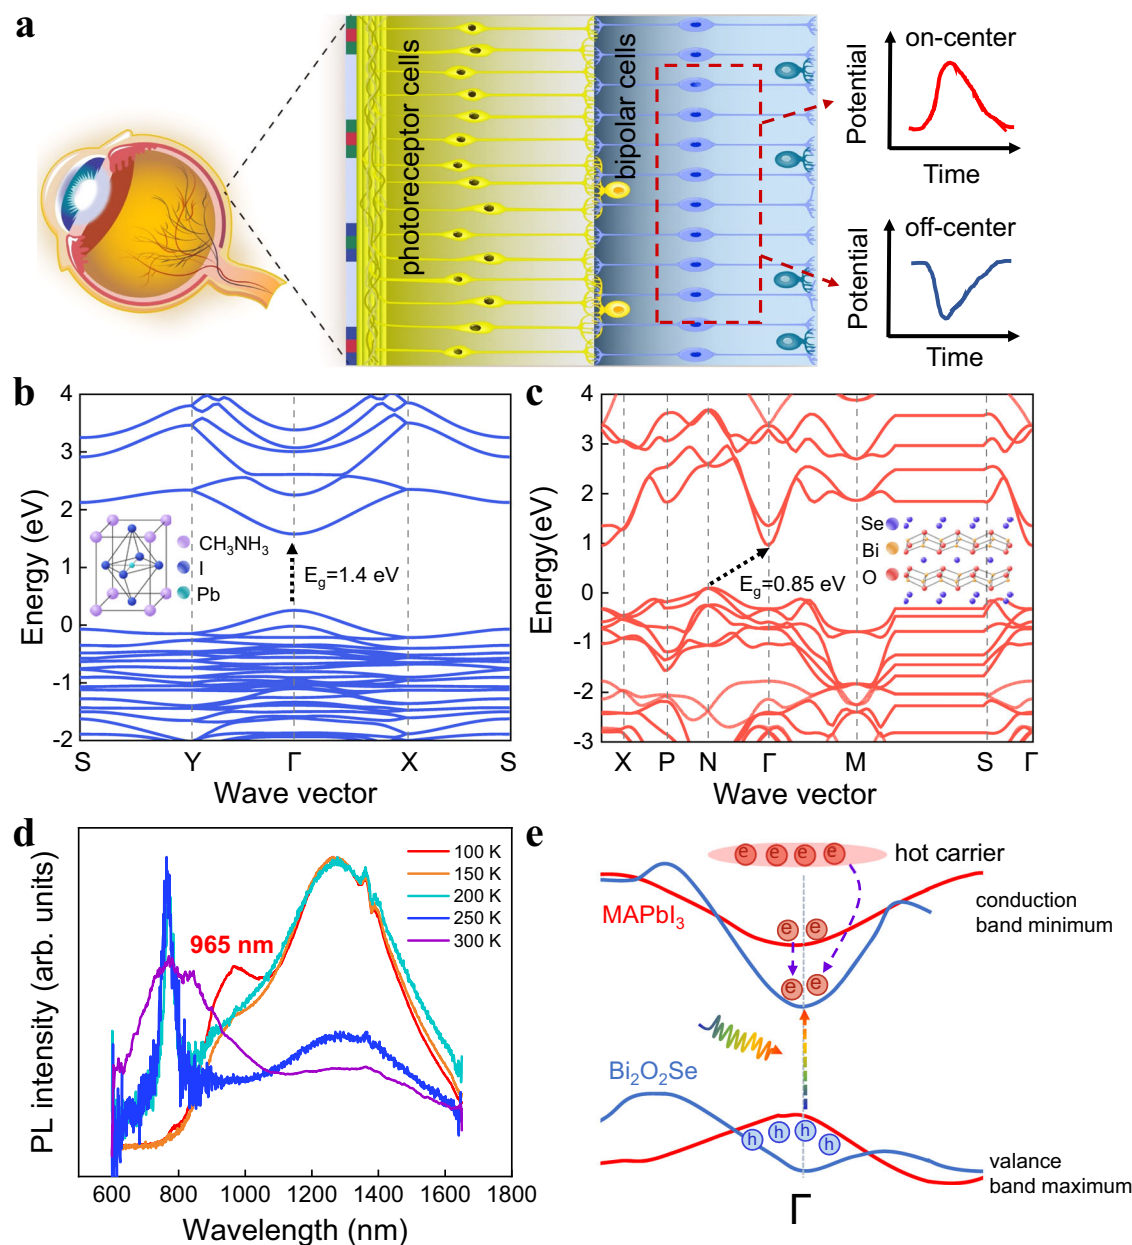 a
photoreceptor cells
bipolar cells
on-center
Potential
Time
off-center
Potential
Time
b
4
3
2
1
0
-1
-2
Energy (eV)
CH₃NH₃
I
Pb
E_g=1.4 eV
S Y Γ X S
Wave vector
c
4
3
2
1
0
-1
-2
-3
Energy(eV)
Se
Bi
O
E_g=0.85 eV
X P N Γ M S Γ
Wave vector
d
PL intensity (arb. units)
100 K
150 K
200 K
250 K
300 K
965 nm
600 800 1000 1200 1400 1600 1800
Wavelength (nm)
e
e e e e
hot carrier
MAPbI₃
conduction
band minimum
e e
e e
Bi₂O₂Se
h h h h
valance
band maximum
Γ